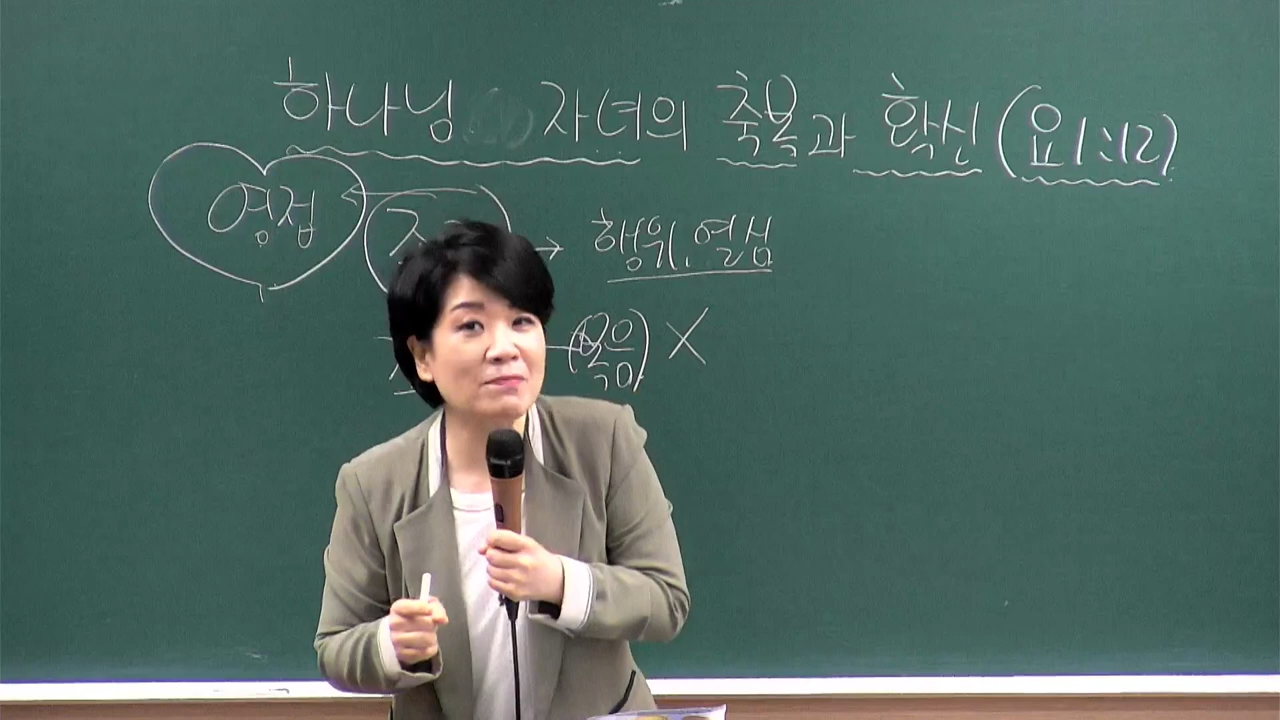 하나님 자녀의 축복과 확신 (요1:12)
영접 → 행위, 열심
X